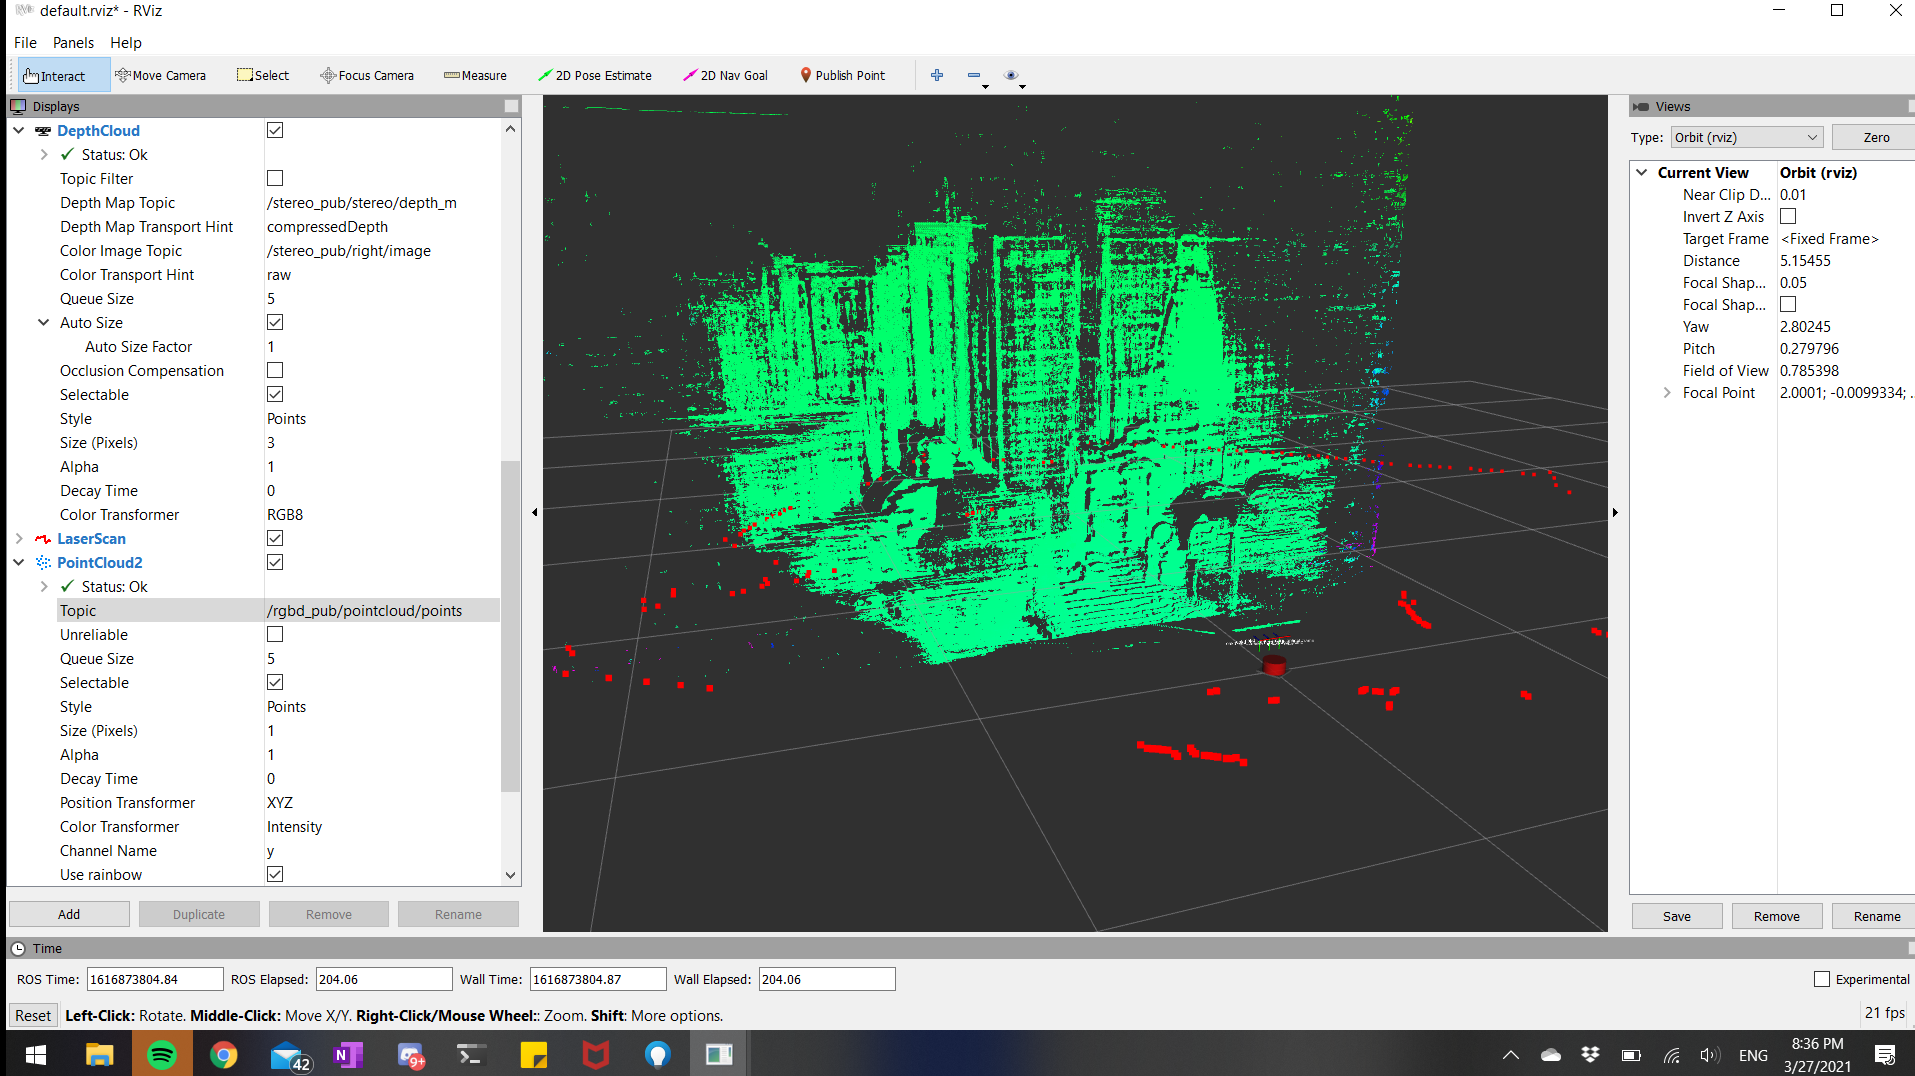 default.rviz* - RViz
File Panels Help
Interact Move Camera Select Focus Camera Measure 2D Pose Estimate 2D Nav Goal Publish Point
Displays
DepthCloud
Status: Ok
Topic Filter
Depth Map Topic /stereo_pub/stereo/depth_m
Depth Map Transport Hint compressedDepth
Color Image Topic /stereo_pub/right/image
Color Transport Hint raw
Queue Size 5
Auto Size
Auto Size Factor 1
Occlusion Compensation
Selectable
Style Points
Size (Pixels) 3
Alpha 1
Decay Time 0
Color Transformer RGB8
LaserScan
PointCloud2
Status: Ok
Topic /rgbd_pub/pointcloud/points
Unreliable
Queue Size 5
Selectable
Style Points
Size (Pixels) 1
Alpha 1
Decay Time 0
Position Transformer XYZ
Color Transformer Intensity
Channel Name y
Use rainbow
Add Duplicate Remove Rename
Views
Type: Orbit (rviz) Zero
Current View Orbit (rviz)
Near Clip D... 0.01
Invert Z Axis
Target Frame <Fixed Frame>
Distance 5.15455
Focal Shap... 0.05
Focal Shap...
Yaw 2.80245
Pitch 0.279796
Field of View 0.785398
Focal Point 2.0001; -0.0099334; ..
Save Remove Rename
Time
ROS Time: 1616873804.84 ROS Elapsed: 204.06 Wall Time: 1616873804.87 Wall Elapsed: 204.06 Experimental
Reset Left-Click: Rotate. Middle-Click: Move X/Y. Right-Click/Mouse Wheel:: Zoom. Shift: More options. 21 fps
42 N 9+ ENG 8:36 PM
3/27/2021